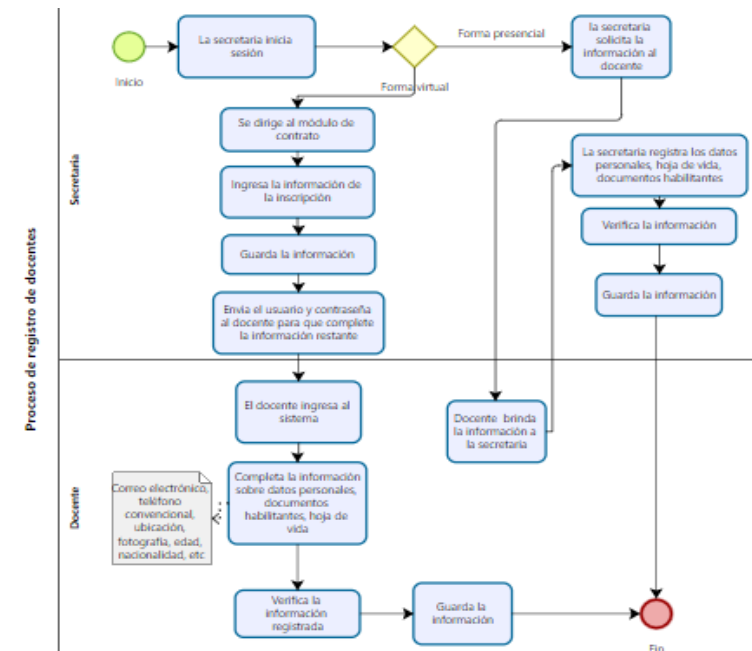 Proceso de registro de docentes
Secretaria
Inicio
La secretaria inicia
sesión
Forma presencial
Forma virtual
la secretaria
solicita la
información al
docente
Se dirige al módulo de
contrato
Ingresa la información de
la inscripción
Guarda la información
Envia el usuario y contraseña
al docente para que complete
la información restante
La secretaria registra los datos
personales, hoja de vida,
documentos habilitantes
Verifica la información
Guarda la información
Docente
El docente ingresa al
sistema
Docente brinda
la información a
la secretaria
Completa la información
sobre datos personales,
documentos
habilitantes, hoja de
vida
Correo electrónico,
teléfono
convencional,
ubicación,
fotografía, edad,
nacionalidad, etc
Verifica la
información
registrada
Guarda la
información
Fin